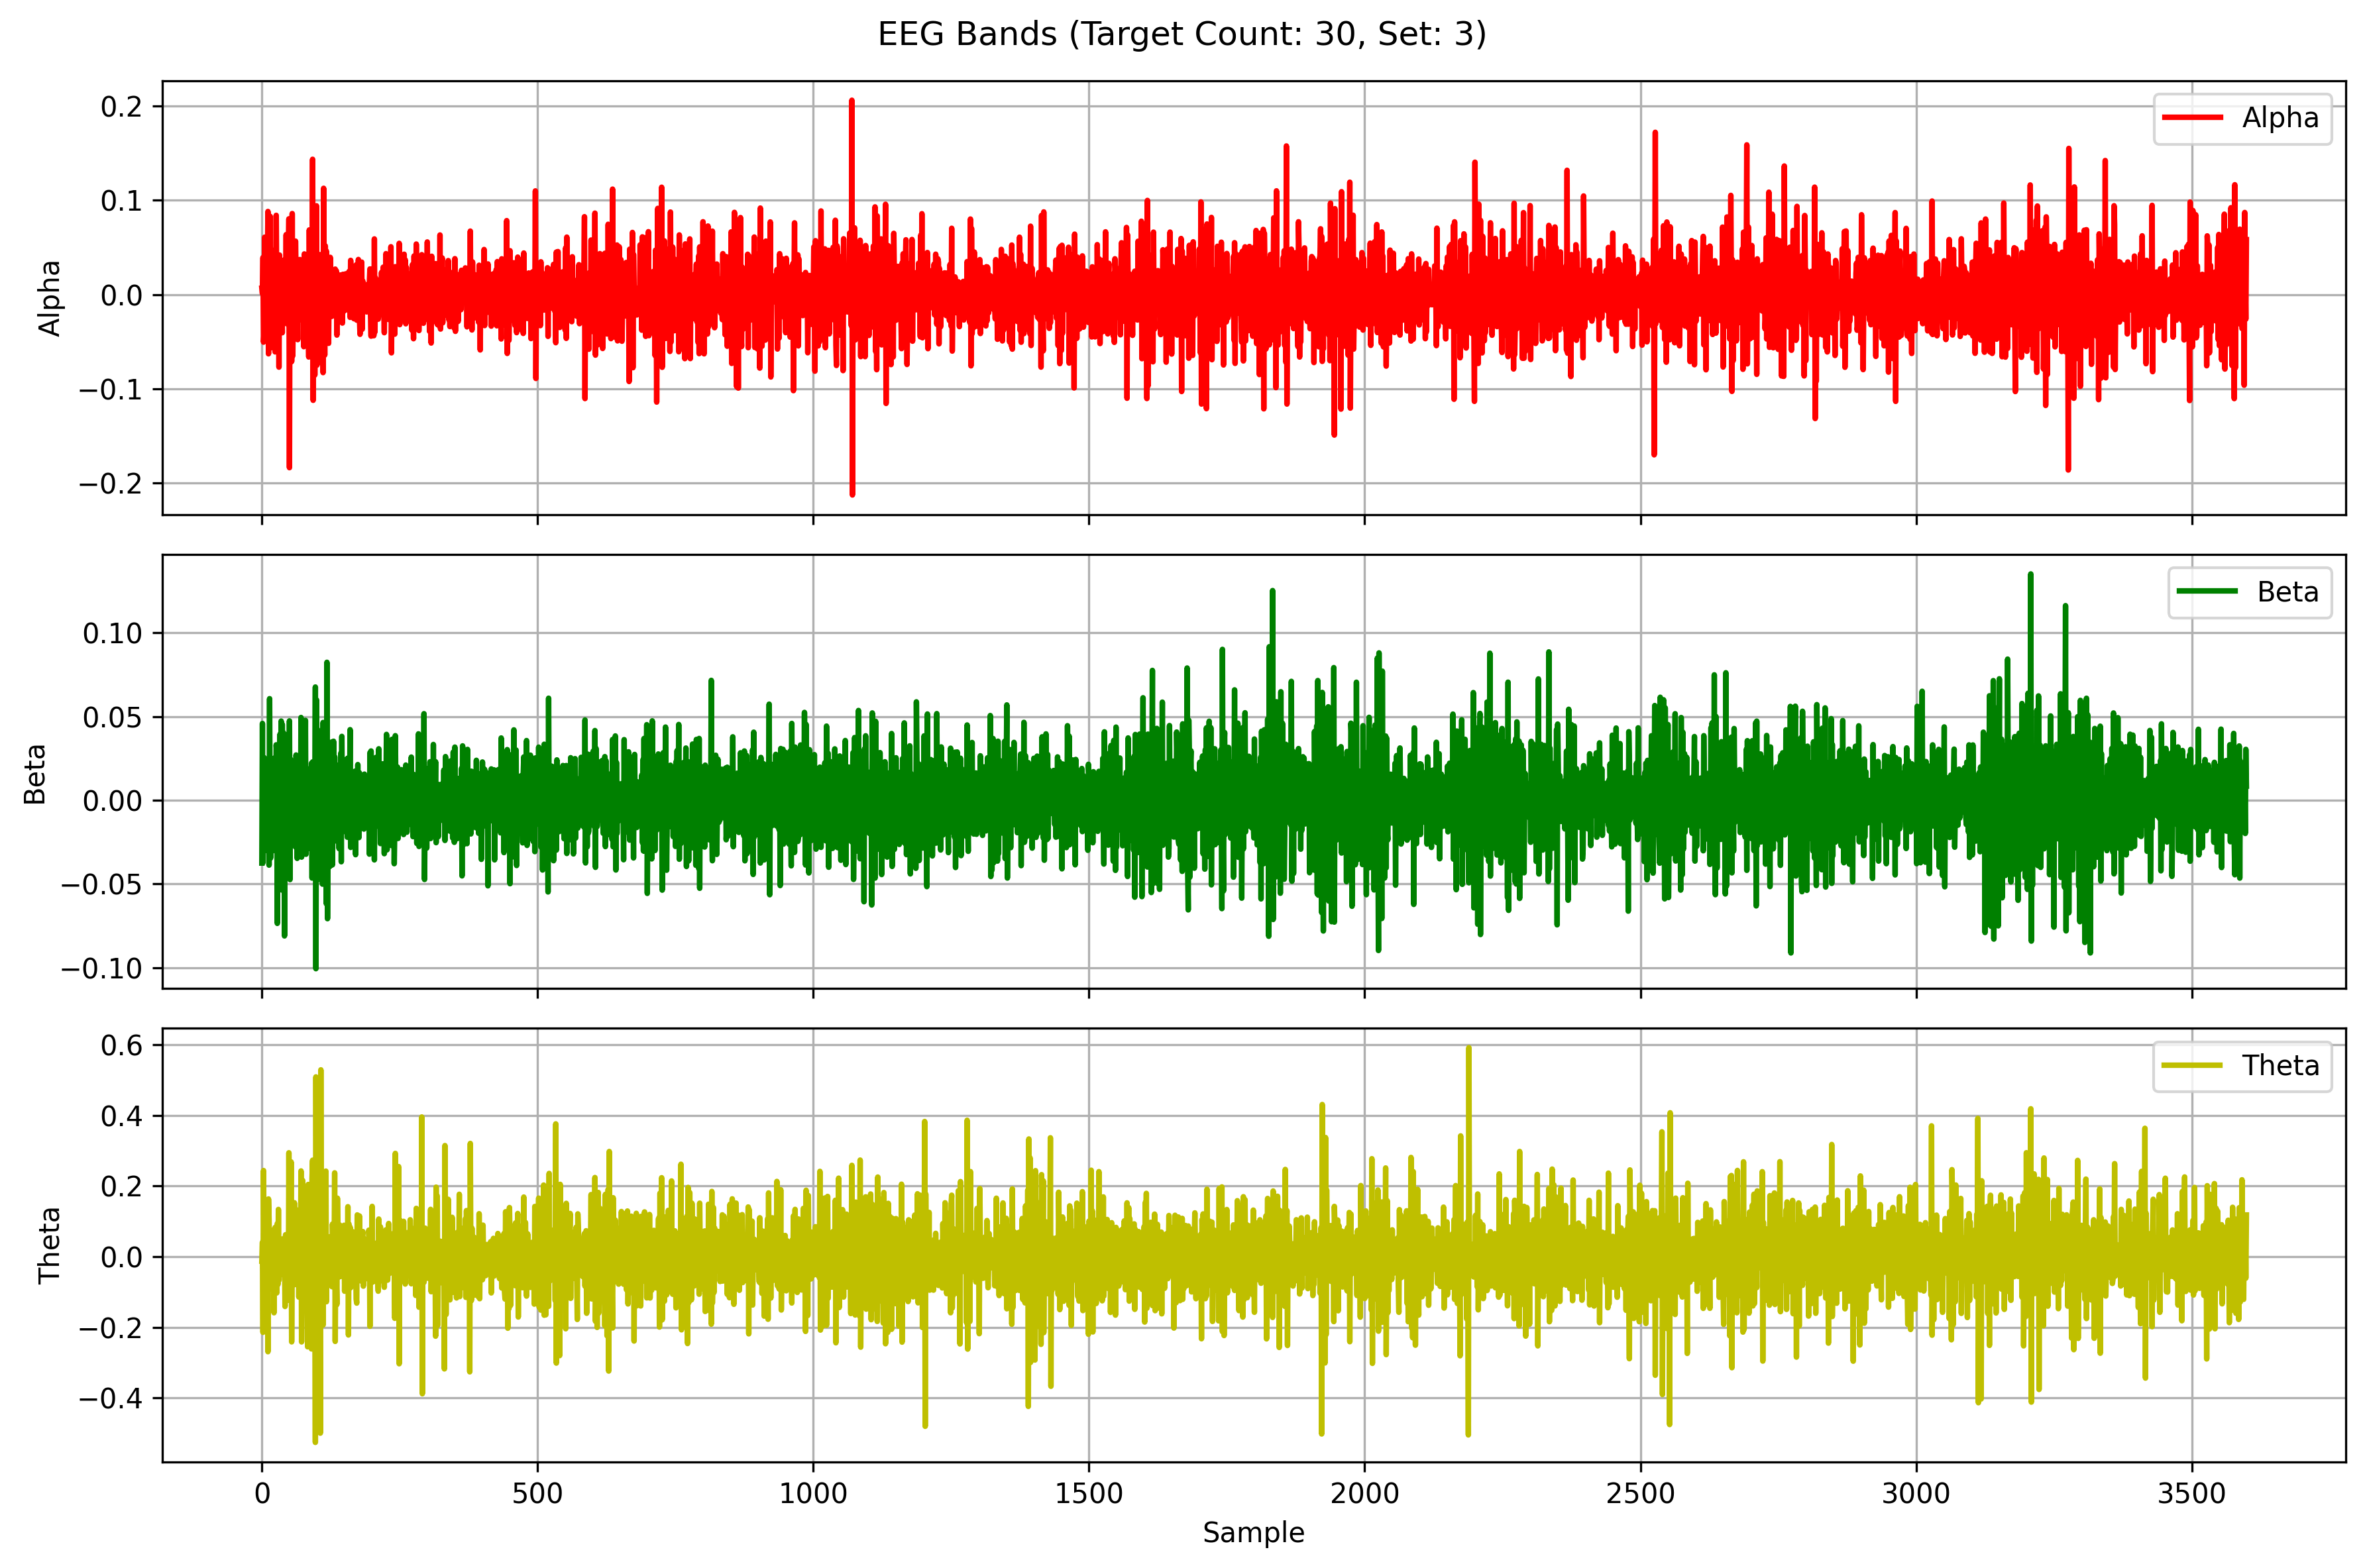 EEG Bands (Target Count: 30, Set: 3)
0.2
0.1
0.0
−0.1
−0.2
Alpha
Alpha
0.10
0.05
0.00
−0.05
−0.10
Beta
Beta
0.6
0.4
0.2
0.0
−0.2
−0.4
Theta
Theta
0 500 1000 1500 2000 2500 3000 3500
Sample